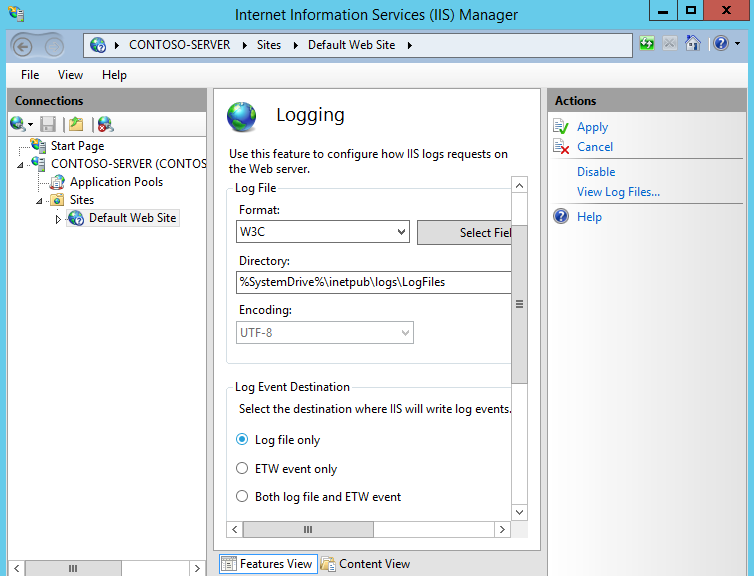 Internet Information Services (IIS) Manager
CONTOSO-SERVER
Sites
Default Web Site
File
View
Help
Connections
Start Page
CONTOSO-SERVER (CONTOS
Application Pools
Sites
Default Web Site
Logging
Use this feature to configure how IIS logs requests on
the Web server.
Log File
Format:
W3C
Select Fiel
Directory:
%SystemDrive%\inetpub\logs\LogFiles
Encoding:
UTF-8
Log Event Destination
Select the destination where IIS will write log events.
Log file only
ETW event only
Both log file and ETW event
Features View
Content View
Actions
Apply
Cancel
Disable
View Log Files...
Help